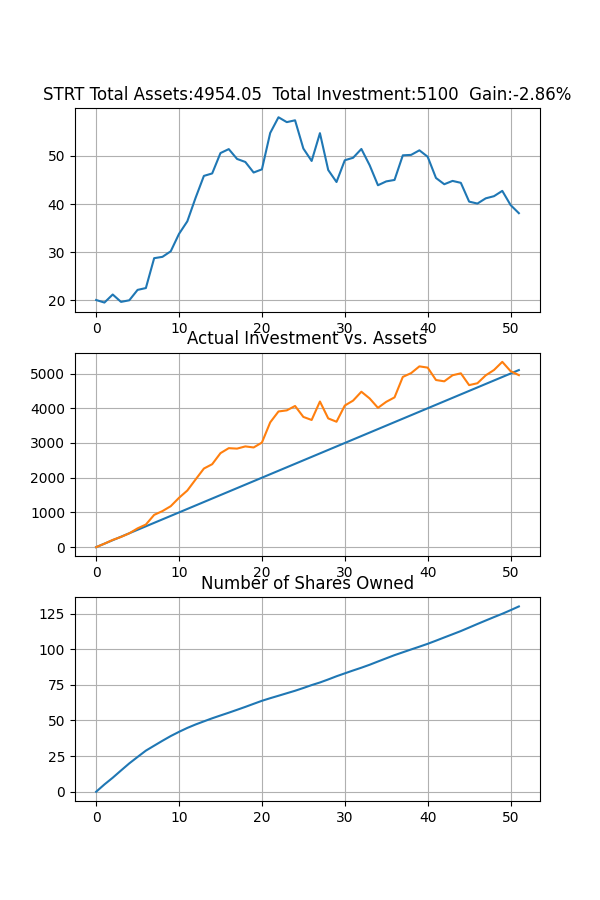 STRT Total Assets:4954.05  Total Investment:5100  Gain:-2.86%
50
40
30
20
0 10 20 30 40 50
Actual Investment vs. Assets
5000
4000
3000
2000
1000
0
0 10 20 30 40 50
Number of Shares Owned
125
100
75
50
25
0
0 10 20 30 40 50